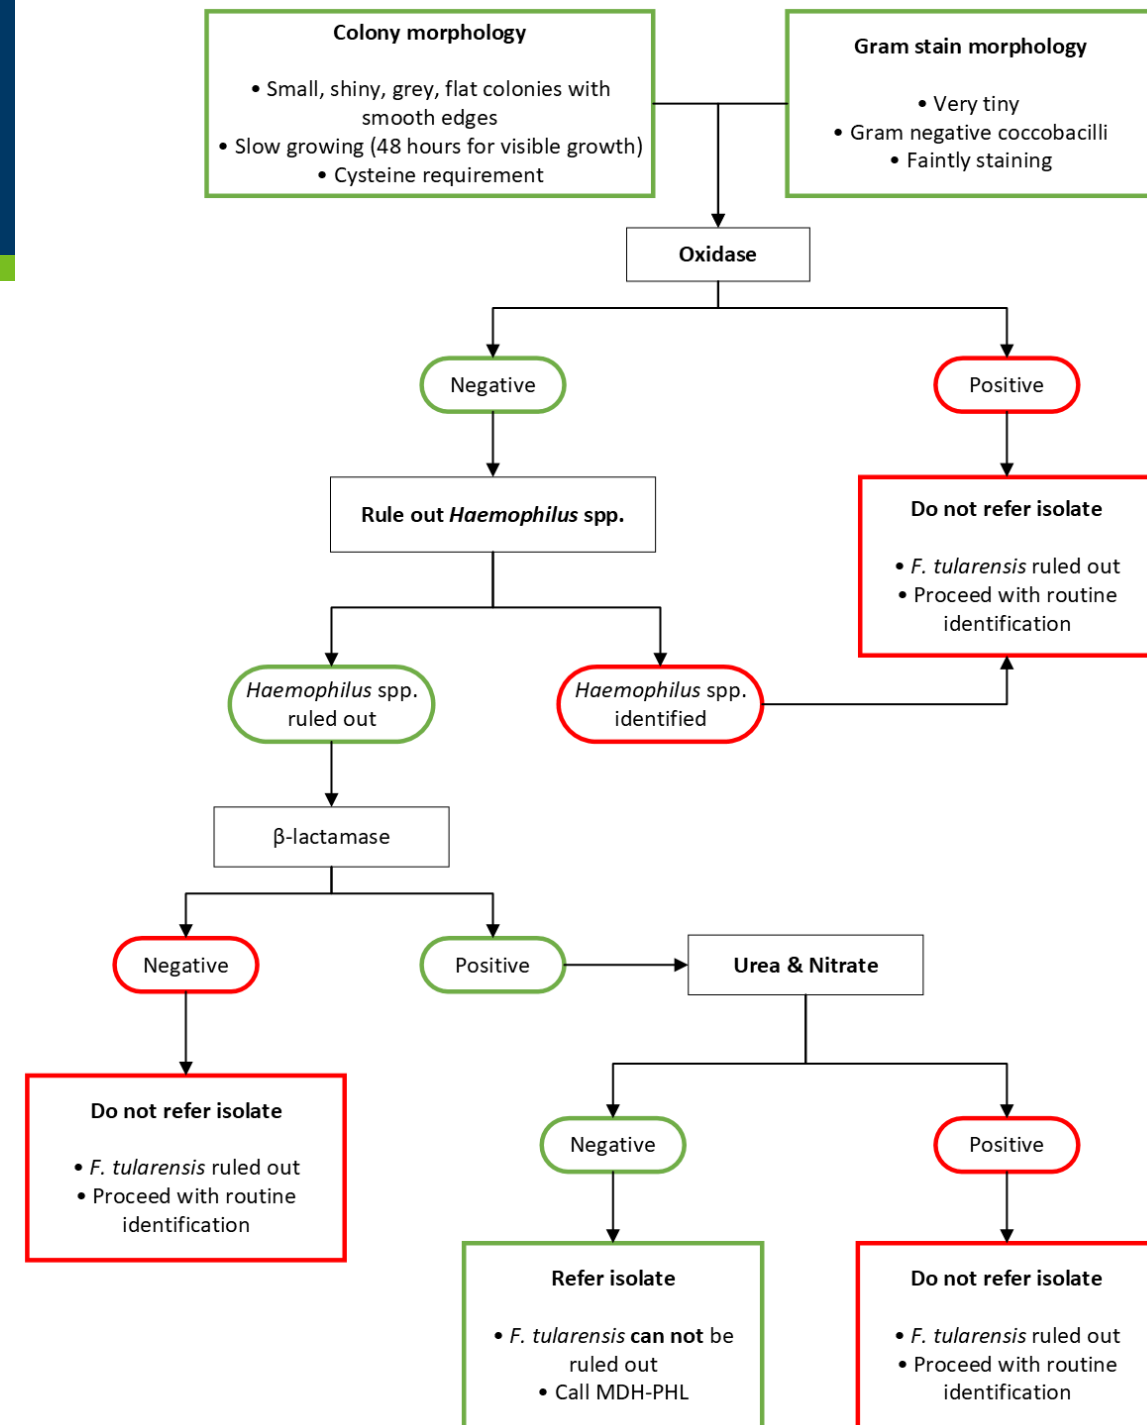 Colony morphology
• Small, shiny, grey, flat colonies with
smooth edges
• Slow growing (48 hours for visible growth)
• Cysteine requirement
Gram stain morphology
• Very tiny
• Gram negative coccobacilli
• Faintly staining
Oxidase
Negative
Positive
Rule out Haemophilus spp.
Do not refer isolate
• F. tularensis ruled out
• Proceed with routine
identification
Haemophilus spp.
ruled out
Haemophilus spp.
identified
β-lactamase
Negative
Positive
Urea & Nitrate
Do not refer isolate
• F. tularensis ruled out
• Proceed with routine
identification
Negative
Positive
Refer isolate
• F. tularensis can not be
ruled out
• Call MDH-PHL
Do not refer isolate
• F. tularensis ruled out
• Proceed with routine
identification